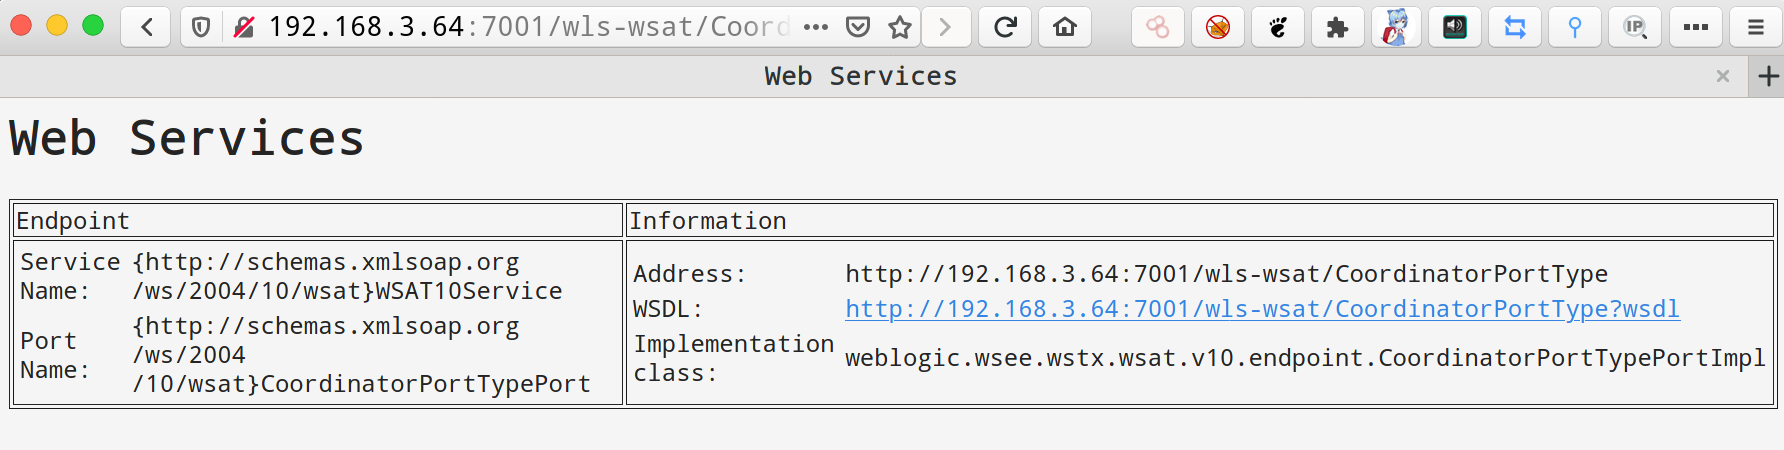 192.168.3.64:7001/wls-wsat/Coord
IP
Web Services
Web Services
Endpoint
Information
Service Name:
{http://schemas.xmlsoap.org
/ws/2004/10/wsat}WSAT10Service
Port Name:
{http://schemas.xmlsoap.org
/ws/2004
/10/wsat}CoordinatorPortTypePort
Address: http://192.168.3.64:7001/wls-wsat/CoordinatorPortType
WSDL: http://192.168.3.64:7001/wls-wsat/CoordinatorPortType?wsdl
Implementation
class:
weblogic.wsee.wstx.wsat.v10.endpoint.CoordinatorPortTypePortImpl